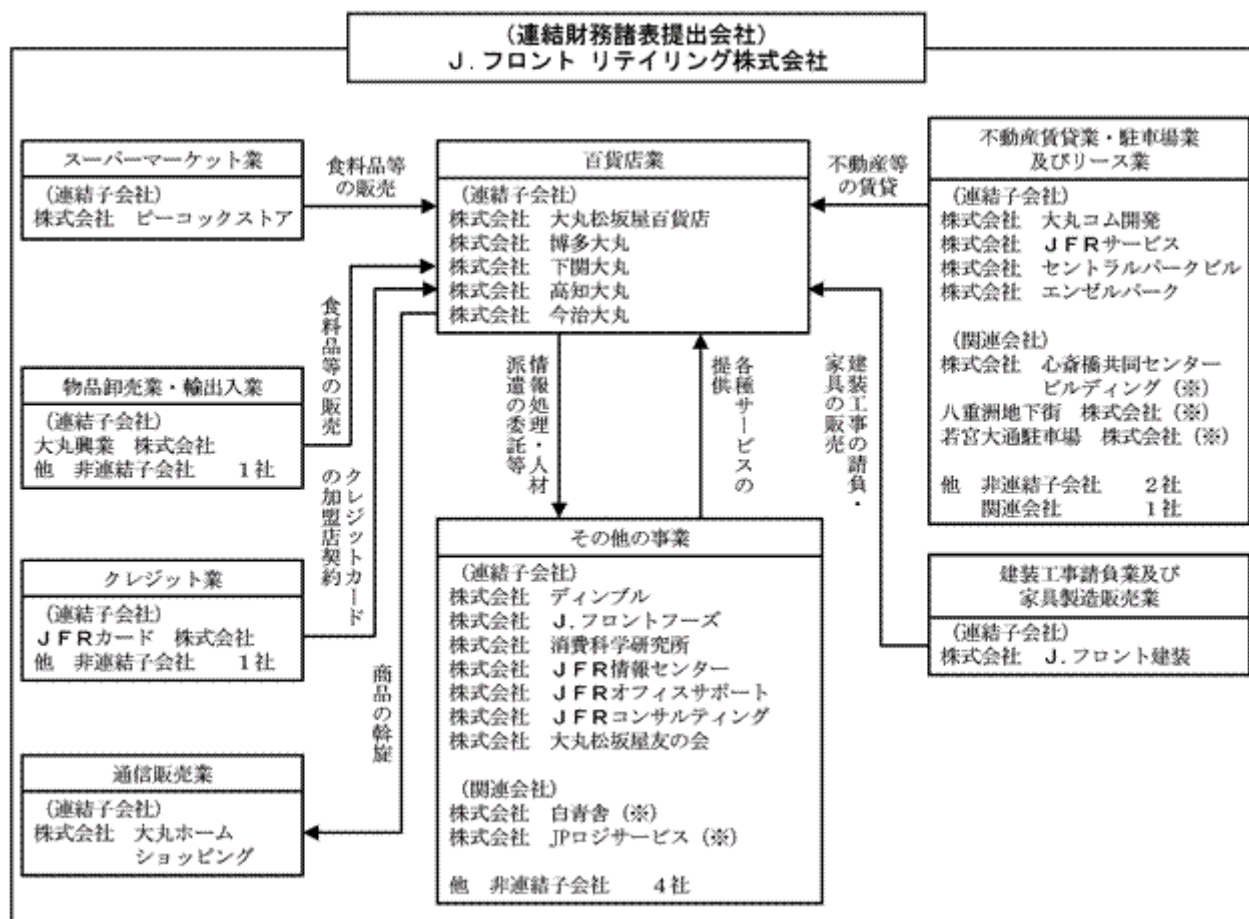 (連結財務諸表提出会社)
J.フロント リテイリング株式会社
スーパーマーケット業
(連結子会社)
株式会社 ピーコックストア
食料品等
の販売
百貨店業
(連結子会社)
株式会社 大丸松坂屋百貨店
株式会社 博多大丸
株式会社 下関大丸
株式会社 高知大丸
株式会社 今治大丸
不動産等
の賃貸
不動産賃貸業・駐車場業
及びリース業
(連結子会社)
株式会社 大丸コム開発
株式会社 JFRサービス
株式会社 セントラルパークビル
株式会社 エンゼルパーク
(関連会社)
株式会社 心斎橋共同センター
ビルディング(※)
八重洲地下街 株式会社(※)
若宮大通駐車場 株式会社(※)
他 非連結子会社 2社
関連会社 1社
物品卸売業・輸出入業
(連結子会社)
大丸興業 株式会社
他 非連結子会社 1社
食料品等の販売
情報処理・人材
派遣の委託等
各種サービスの
提供
建装工事の請負・
家具の販売
クレジット業
(連結子会社)
JFRカード 株式会社
他 非連結子会社 1社
クレジットカード
の加盟店契約
その他の事業
(連結子会社)
株式会社 ディンプル
株式会社 J.フロントフーズ
株式会社 消費科学研究所
株式会社 JFR情報センター
株式会社 JFRオフィスサポート
株式会社 JFRコンサルティング
株式会社 大丸松坂屋友の会
(関連会社)
株式会社 白青舎(※)
株式会社 JPロジサービス(※)
他 非連結子会社 4社
建装工事請負業及び
家具製造販売業
(連結子会社)
株式会社 J.フロント建装
商品の斡旋
通信販売業
(連結子会社)
株式会社 大丸ホーム
ショッピング